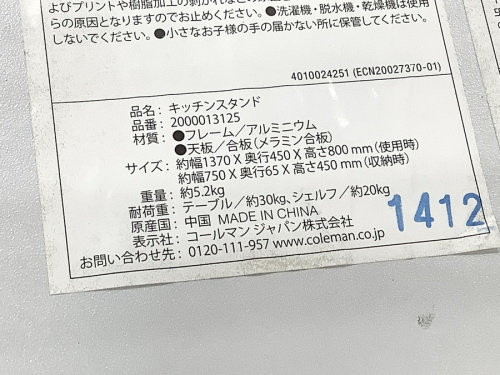 よびプリントや樹脂加工の剥がれなどの
らの原因となりますのでお止めください。●洗濯機・脱水機・乾燥機は使用
しないでください。●小さなお子様の手の届かない所に保管してください。
4010024251 (ECN20027370-01)
品名：キッチンスタンド
品番：2000013125
材質：●フレーム／アルミニウム
●天板／合板（メラミン合板）
サイズ：約幅1370 X 奥行450 X 高さ800 mm（使用時）
約幅750 X 奥行65 X 高さ450 mm（収納時）
重量：約5.2kg
耐荷重：テーブル／約30kg、シェルフ／約20kg
原産国：中国 MADE IN CHINA
表示社：コールマン ジャパン株式会社
お問い合わせ先：0120-111-957 www.coleman.co.jp
1412